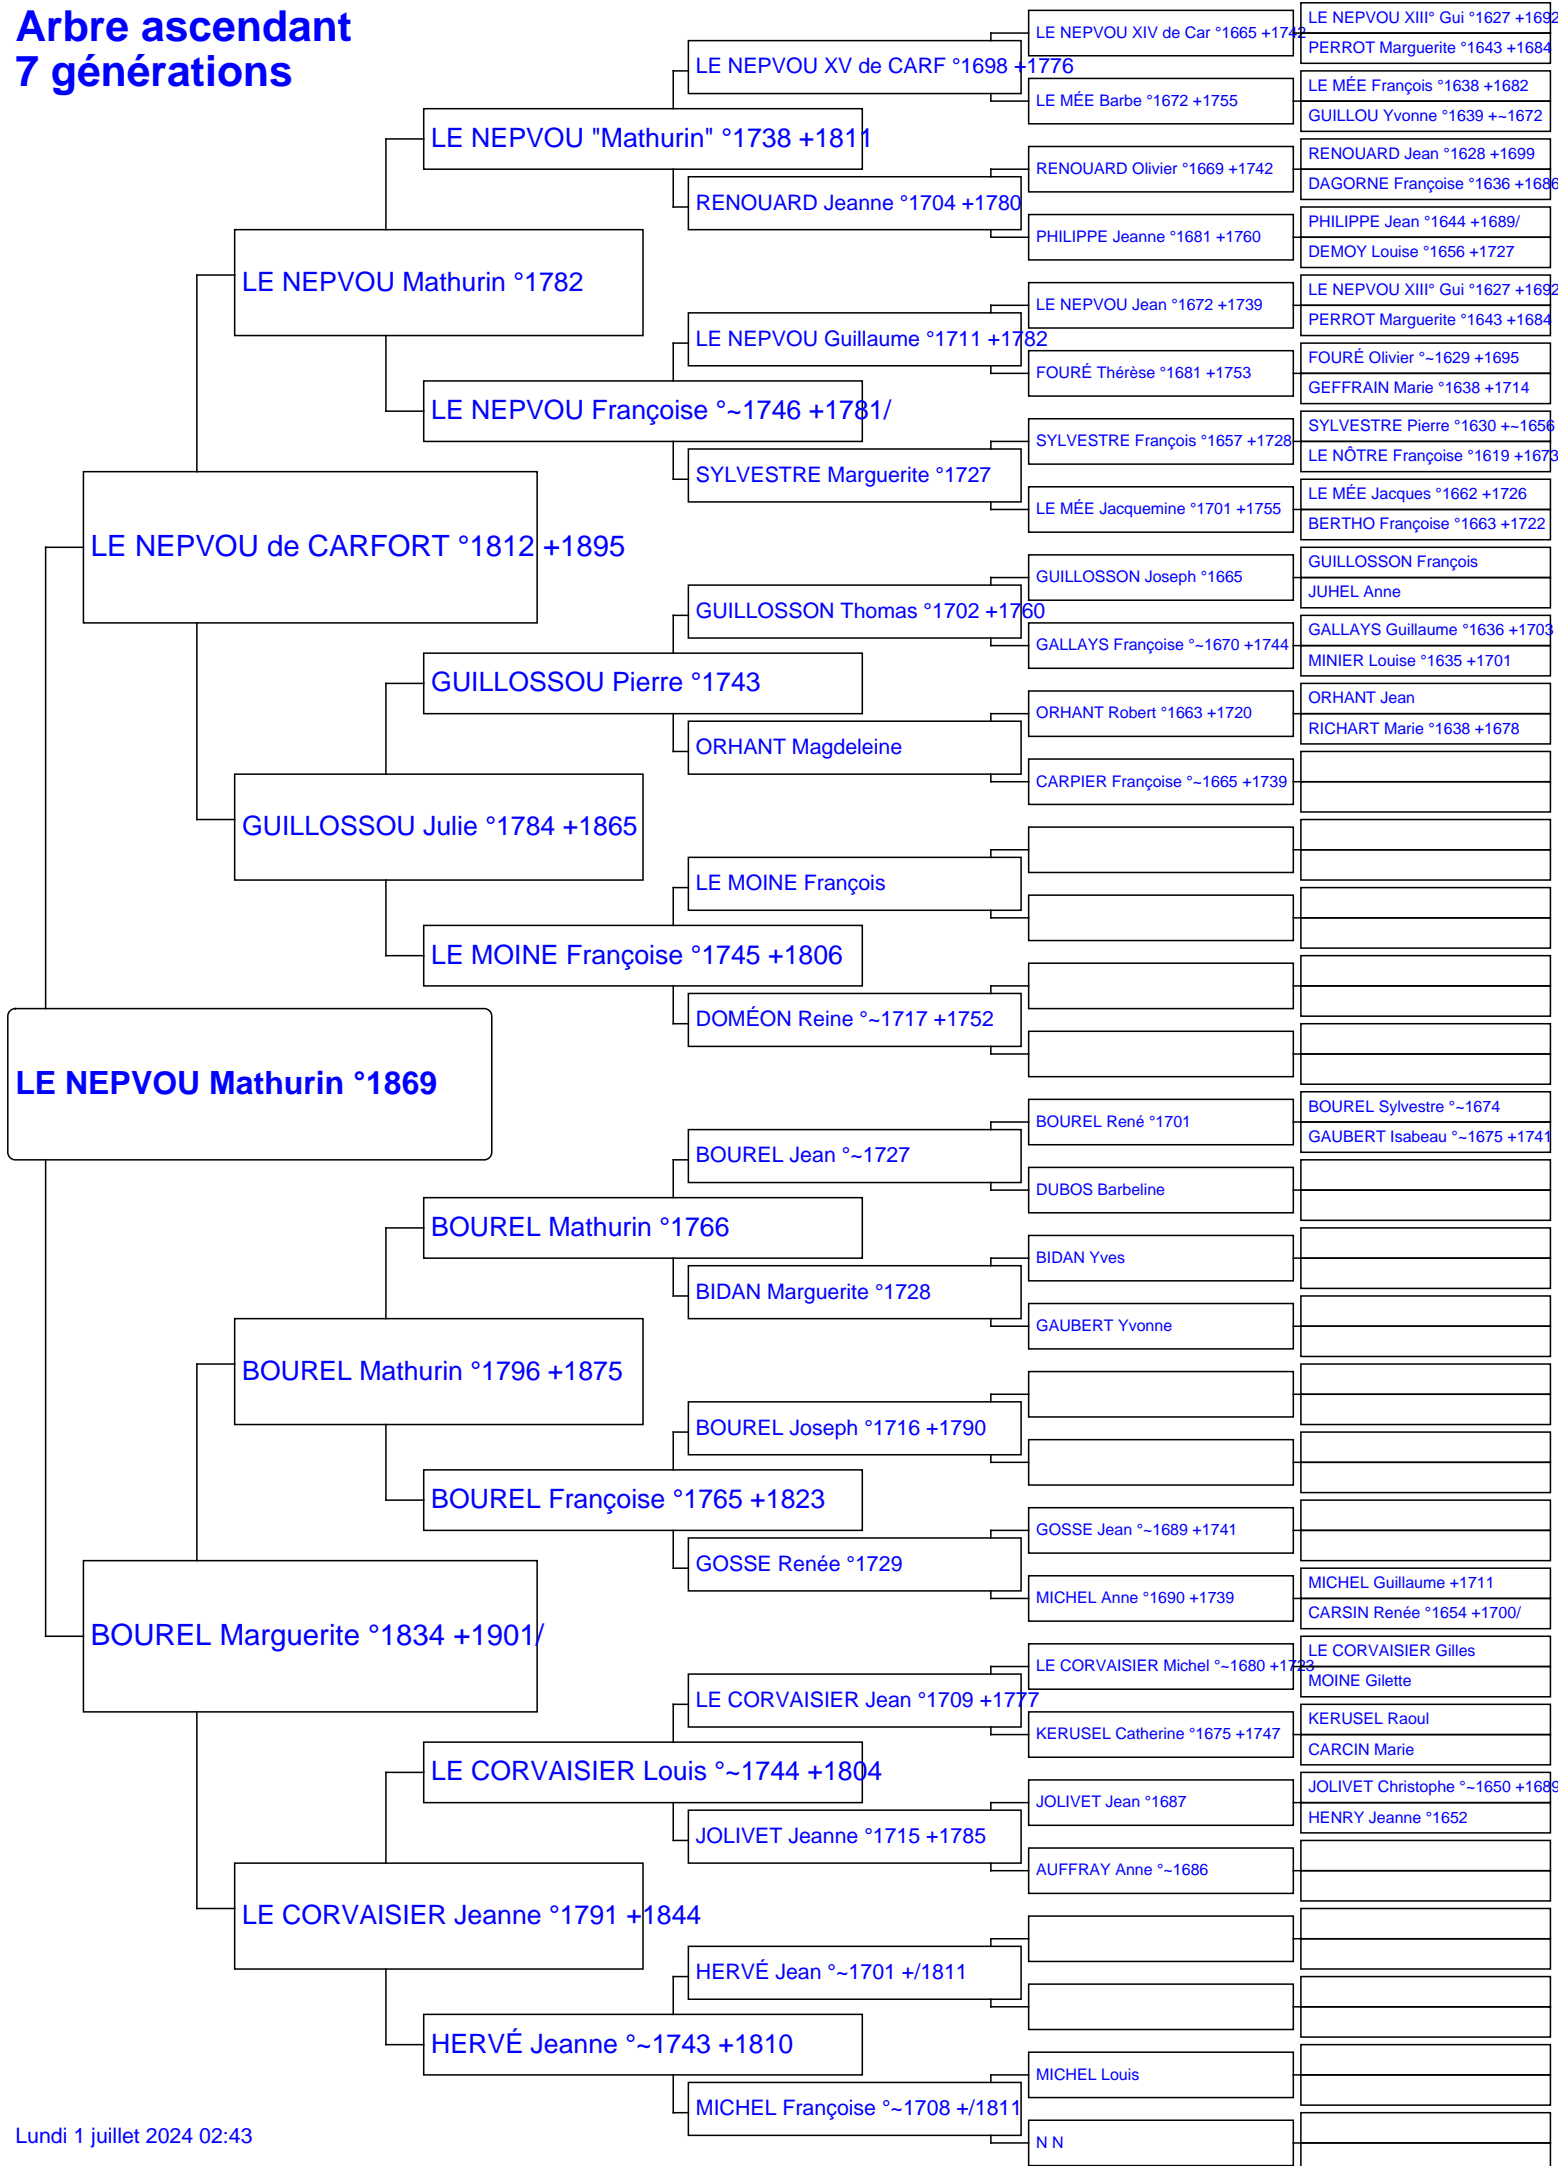 Arbre ascendant
7 générations
LE NEPVOU XIII° Gui °1627 +1692
LE NEPVOU XIV de Car °1665 +1742
PERROT Marguerite °1643 +1684
LE NEPVOU XV de CARF °1698 +1776
LE MÉE François °1638 +1682
LE MÉE Barbe °1672 +1755
GUILLOU Yvonne °1639 +~1672
LE NEPVOU "Mathurin" °1738 +1811
RENOUARD Jean °1628 +1699
RENOUARD Olivier °1669 +1742
DAGORNE Françoise °1636 +1686
RENOUARD Jeanne °1704 +1780
PHILIPPE Jean °1644 +1689/
PHILIPPE Jeanne °1681 +1760
DEMOY Louise °1656 +1727
LE NEPVOU Mathurin °1782
LE NEPVOU XIII° Gui °1627 +1692
LE NEPVOU Jean °1672 +1739
PERROT Marguerite °1643 +1684
LE NEPVOU Guillaume °1711 +1782
FOURÉ Olivier °~1629 +1695
FOURÉ Thérèse °1681 +1753
GEFFRAIN Marie °1638 +1714
LE NEPVOU Françoise °~1746 +1781/
SYLVESTRE Pierre °1630 +~1656
SYLVESTRE François °1657 +1728
LE NÔTRE Françoise °1619 +1673
SYLVESTRE Marguerite °1727
LE MÉE Jacques °1662 +1726
LE MÉE Jacquemine °1701 +1755
BERTHO Françoise °1663 +1722
LE NEPVOU de CARFORT °1812 +1895
GUILLOSSON François
GUILLOSSON Joseph °1665
JUHEL Anne
GUILLOSSON Thomas °1702 +1760
GALLAYS Guillaume °1636 +1703
GALLAYS Françoise °~1670 +1744
MINIER Louise °1635 +1701
GUILLOSSOU Pierre °1743
ORHANT Jean
ORHANT Robert °1663 +1720
RICHART Marie °1638 +1678
ORHANT Magdeleine
CARPIER Françoise °~1665 +1739
GUILLOSSOU Julie °1784 +1865
LE MOINE François
LE MOINE Françoise °1745 +1806
DOMÉON Reine °~1717 +1752
LE NEPVOU Mathurin °1869
BOUREL Sylvestre °~1674
BOUREL René °1701
GAUBERT Isabeau °~1675 +1741
BOUREL Jean °~1727
DUBOS Barbeline
BOUREL Mathurin °1766
BIDAN Yves
BIDAN Marguerite °1728
GAUBERT Yvonne
BOUREL Mathurin °1796 +1875
BOUREL Joseph °1716 +1790
BOUREL Françoise °1765 +1823
GOSSE Jean °~1689 +1741
GOSSE Renée °1729
MICHEL Guillaume +1711
MICHEL Anne °1690 +1739
CARSIN Renée °1654 +1700/
BOUREL Marguerite °1834 +1901/
LE CORVAISIER Gilles
LE CORVAISIER Michel °~1680 +1723
MOINE Gilette
LE CORVAISIER Jean °1709 +1777
KERUSEL Raoul
KERUSEL Catherine °1675 +1747
CARCIN Marie
LE CORVAISIER Louis °~1744 +1804
JOLIVET Christophe °~1650 +1689
JOLIVET Jean °1687
HENRY Jeanne °1652
JOLIVET Jeanne °1715 +1785
AUFFRAY Anne °~1686
LE CORVAISIER Jeanne °1791 +1844
HERVÉ Jean °~1701 +/1811
HERVÉ Jeanne °~1743 +1810
MICHEL Louis
MICHEL Françoise °~1708 +/1811
N N
Lundi 1 juillet 2024 02:43